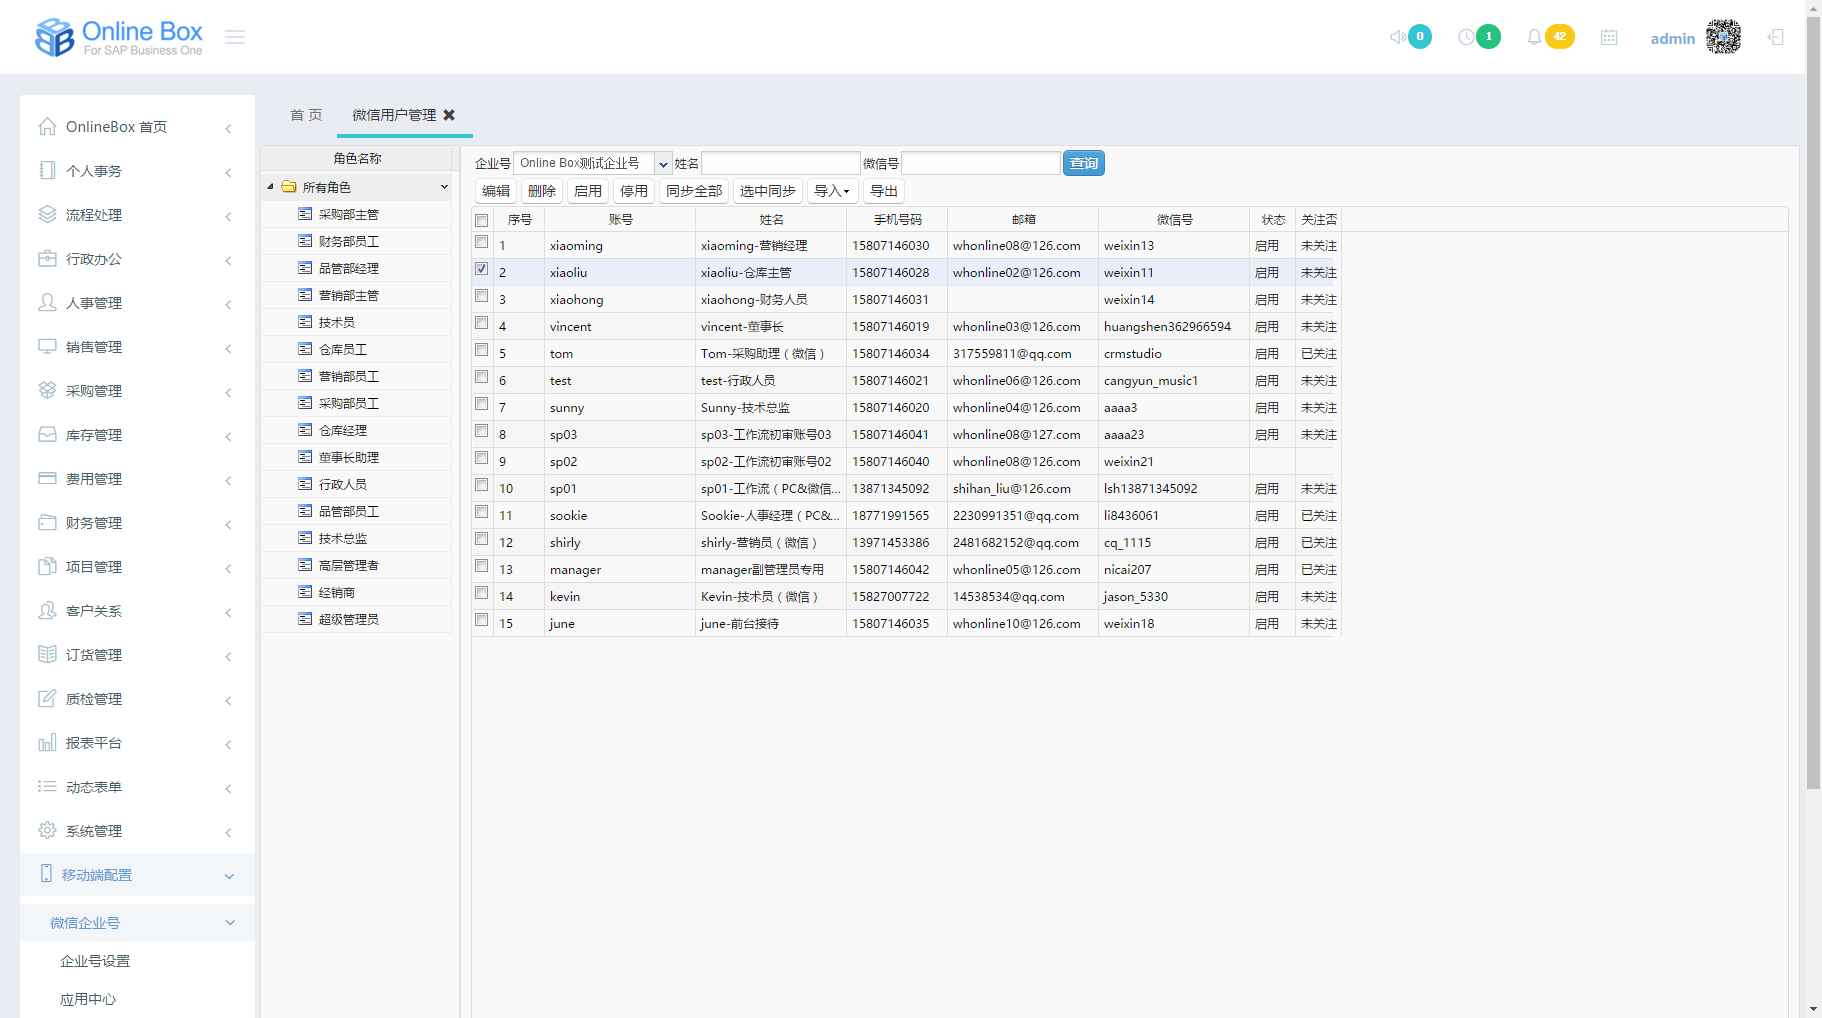 Online Box
For SAP Business One
0
1
42
admin
OnlineBox 首页
个人事务
流程处理
行政办公
人事管理
销售管理
采购管理
库存管理
费用管理
财务管理
项目管理
客户关系
订货管理
质检管理
报表平台
动态表单
系统管理
移动端配置
微信企业号
企业号设置
应用中心
首 页 微信用户管理
角色名称
所有角色
采购部主管
财务部员工
品管部经理
营销部主管
技术员
仓库员工
营销部员工
采购部员工
仓库经理
董事长助理
行政人员
品管部员工
技术总监
高层管理者
经销商
超级管理员
企业号 Online Box测试企业号 姓名 微信号 查询
编辑 删除 启用 停用 同步全部 选中同步 导入 导出
序号 账号 姓名 手机号码 邮箱 微信号 状态 关注否
1 xiaoming xiaoming-营销经理 15807146030 whonline08@126.com weixin13 启用 未关注
2 xiaoliu xiaoliu-仓库主管 15807146028 whonline02@126.com weixin11 启用 未关注
3 xiaohong xiaohong-财务人员 15807146031 weixin14 启用 未关注
4 vincent vincent-董事长 15807146019 whonline03@126.com huangshen362966594 启用 未关注
5 tom Tom-采购助理（微信） 15807146034 317559811@qq.com crmstudio 启用 已关注
6 test test-行政人员 15807146021 whonline06@126.com cangyun_music1 启用 未关注
7 sunny Sunny-技术总监 15807146020 whonline04@126.com aaaa3 启用 未关注
8 sp03 sp03-工作流初审账号03 15807146041 whonline08@127.com aaaa23 启用 未关注
9 sp02 sp02-工作流初审账号02 15807146040 whonline08@126.com weixin21
10 sp01 sp01-工作流（PC&微信... 13871345092 shihan_liu@126.com lsh13871345092 启用 未关注
11 sookie Sookie-人事经理（PC&... 18771991565 2230991351@qq.com li8436061 启用 已关注
12 shirly shirly-营销员（微信） 13971453386 2481682152@qq.com cq_1115 启用 已关注
13 manager manager副管理员专用 15807146042 whonline05@126.com nicai207 启用 已关注
14 kevin Kevin-技术员（微信） 15827007722 14538534@qq.com jason_5330 启用 未关注
15 june june-前台接待 15807146035 whonline10@126.com weixin18 启用 未关注